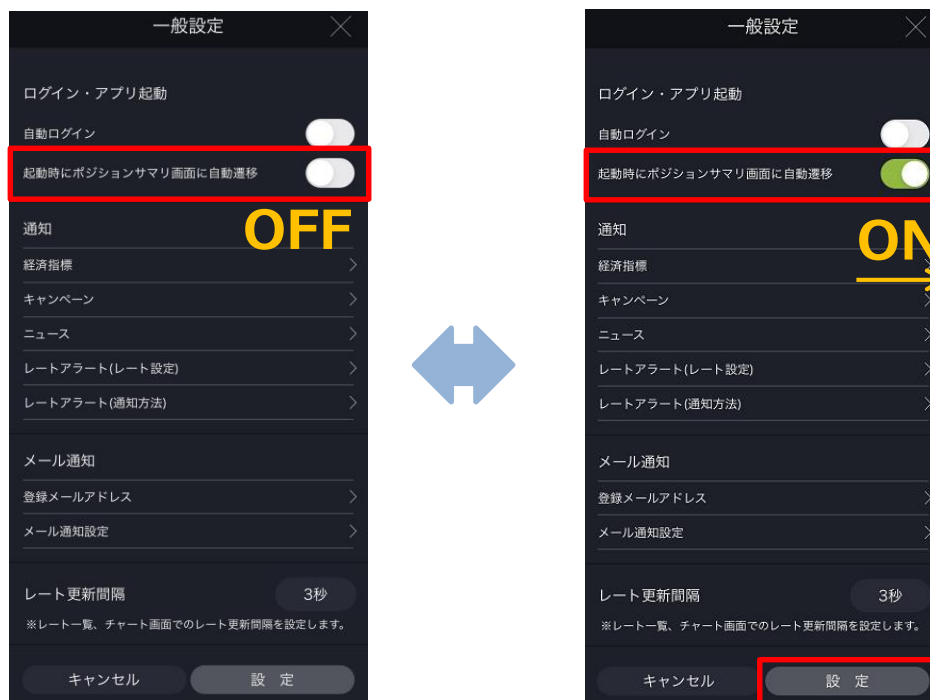 一般設定
ログイン・アプリ起動
自動ログイン
起動時にポジションサマリ画面に自動遷移
OFF
通知
経済指標
キャンペーン
ニュース
レートアラート(レート設定)
レートアラート(通知方法)
メール通知
登録メールアドレス
メール通知設定
レート更新間隔 3秒
※レート一覧、チャート画面でのレート更新間隔を設定します。
キャンセル 設 定
一般設定
ログイン・アプリ起動
自動ログイン
起動時にポジションサマリ画面に自動遷移
ON
通知
経済指標
キャンペーン
ニュース
レートアラート(レート設定)
レートアラート(通知方法)
メール通知
登録メールアドレス
メール通知設定
レート更新間隔 3秒
※レート一覧、チャート画面でのレート更新間隔を設定します。
キャンセル 設 定